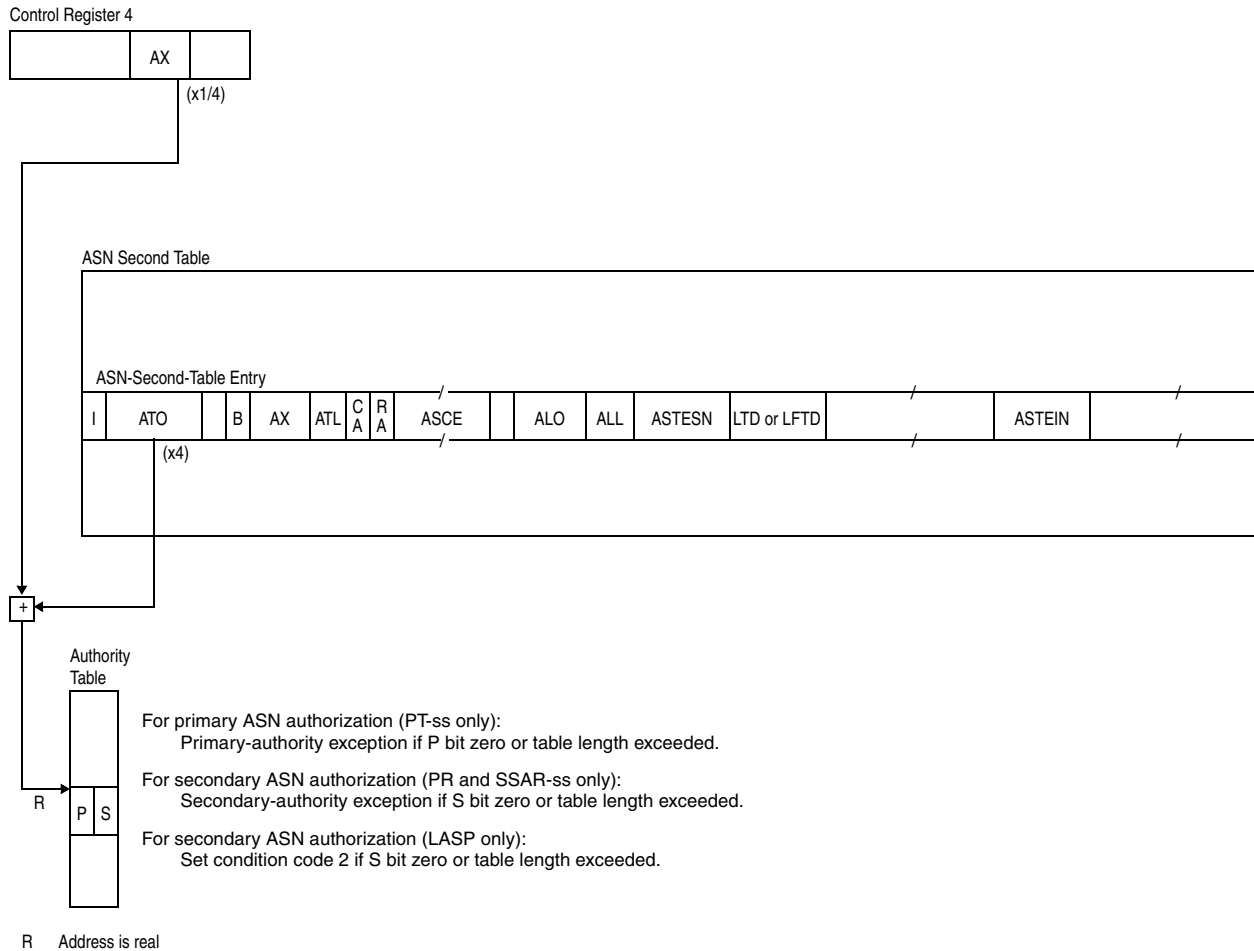 Control Register 4
AX
(x1/4)
ASN Second Table
ASN-Second-Table Entry
I ATO B AX ATL CA RA ASCE ALO ALL ASTESN LTD or LFTD ASTEIN
(x4)
+
Authority
Table
For primary ASN authorization (PT-ss only):
Primary-authority exception if P bit zero or table length exceeded.
For secondary ASN authorization (PR and SSAR-ss only):
Secondary-authority exception if S bit zero or table length exceeded.
R
P S
For secondary ASN authorization (LASP only):
Set condition code 2 if S bit zero or table length exceeded.
R Address is real